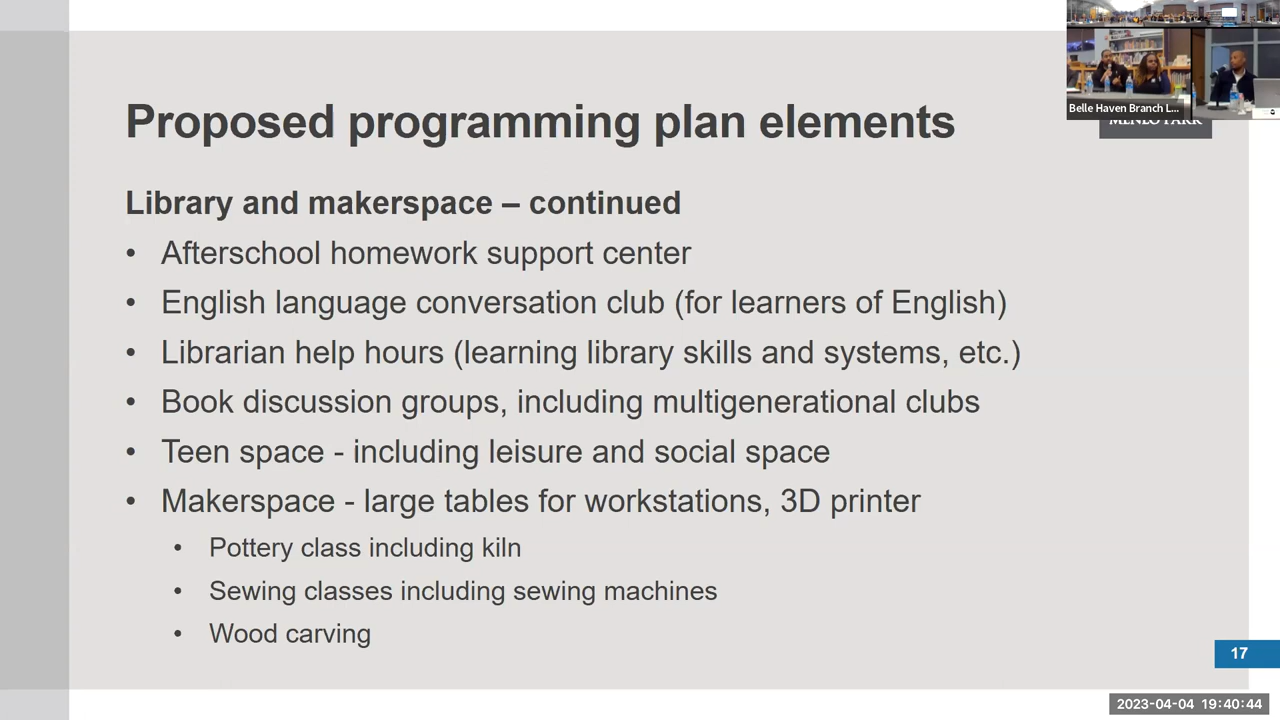 Proposed programming plan elements
Belle Haven Branch L...
MENLO PARK
Library and makerspace – continued
• Afterschool homework support center
• English language conversation club (for learners of English)
• Librarian help hours (learning library skills and systems, etc.)
• Book discussion groups, including multigenerational clubs
• Teen space - including leisure and social space
• Makerspace - large tables for workstations, 3D printer
• Pottery class including kiln
• Sewing classes including sewing machines
• Wood carving
17
2023-04-04 19:40:44